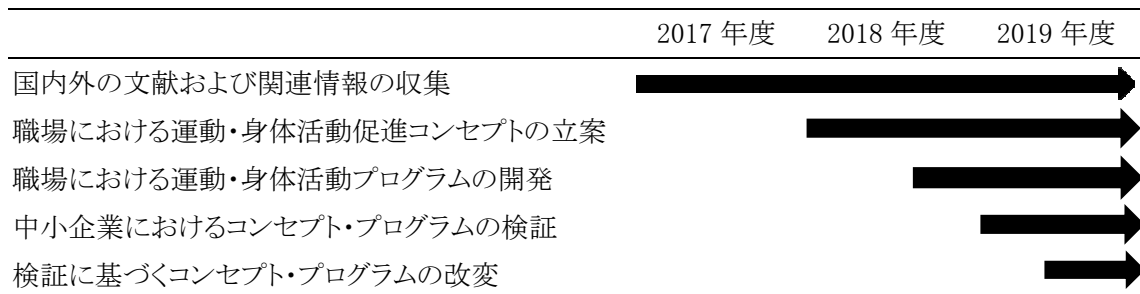 2017 年度 2018 年度 2019 年度
国内外の文献および関連情報の収集
職場における運動・身体活動促進コンセプトの立案
職場における運動・身体活動プログラムの開発
中小企業におけるコンセプト・プログラムの検証
検証に基づくコンセプト・プログラムの改変